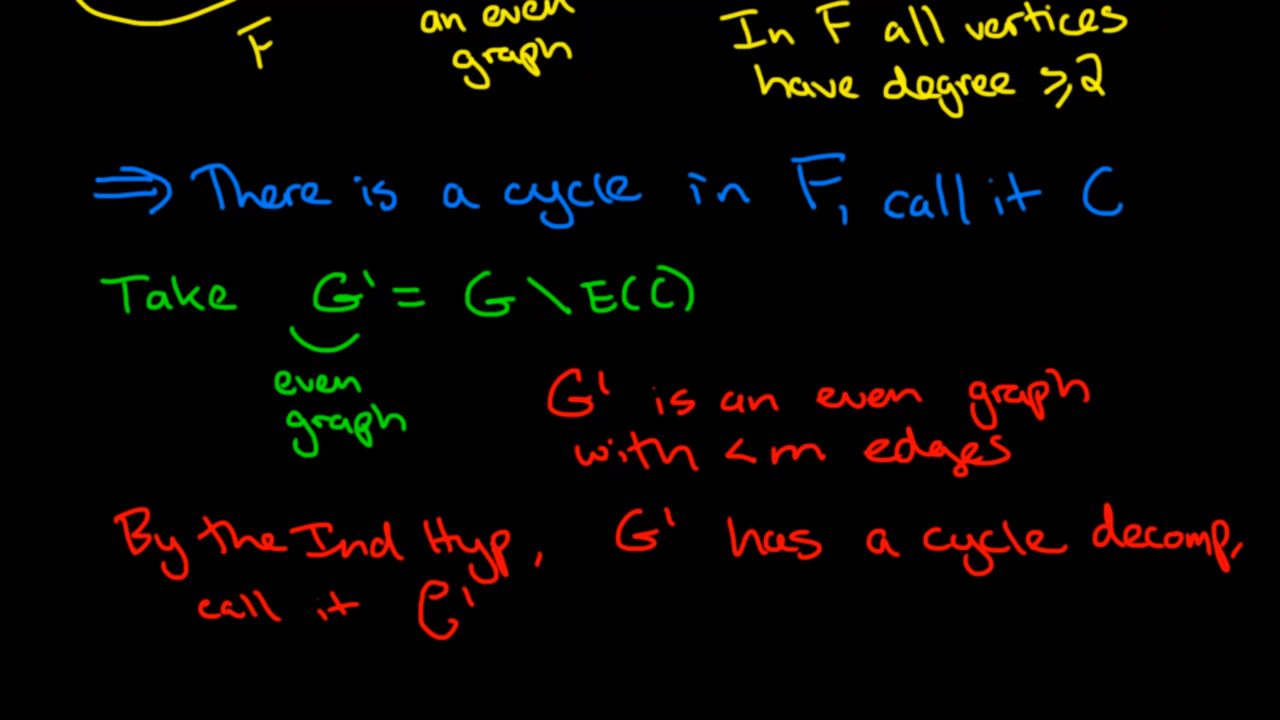 F
an even
graph
In F all vertices
have degree ⩾2
⟹ There is a cycle in F, call it C
Take G' = G \ E(C)
even
graph
G' is an even graph
with < m edges
By the Ind Hyp, G' has a cycle decomp,
call it C'